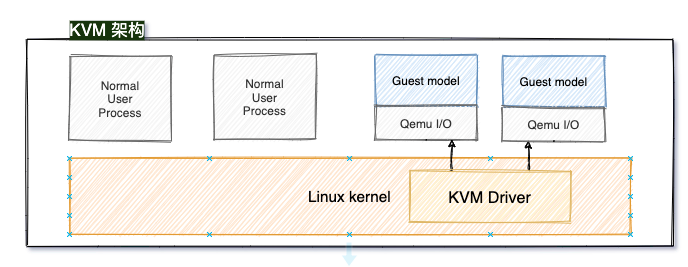 KVM 架构
Normal
User
Process
Normal
User
Process
Guest model
Qemu I/O
Guest model
Qemu I/O
Linux kernel
KVM Driver